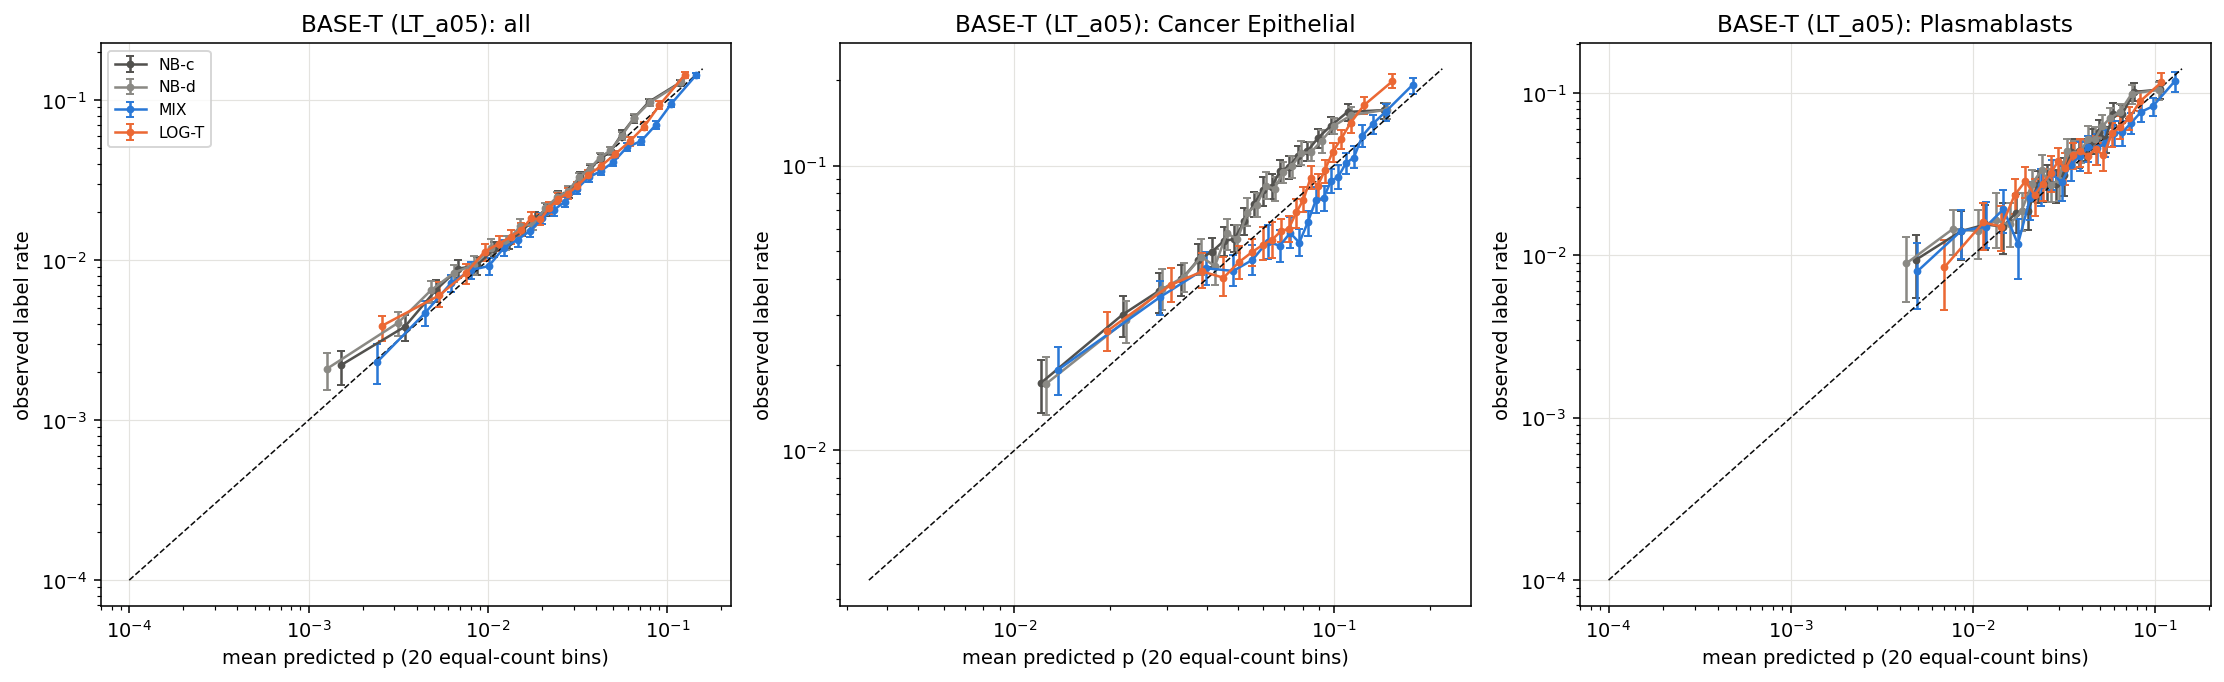 BASE-T (LT_a05): all
NB-c
NB-d
MIX
LOG-T
10⁻¹
10⁻²
10⁻³
10⁻⁴
observed label rate
10⁻⁴ 10⁻³ 10⁻² 10⁻¹
mean predicted p (20 equal-count bins)
BASE-T (LT_a05): Cancer Epithelial
10⁻¹
10⁻²
observed label rate
10⁻² 10⁻¹
mean predicted p (20 equal-count bins)
BASE-T (LT_a05): Plasmablasts
10⁻¹
10⁻²
10⁻³
10⁻⁴
observed label rate
10⁻⁴ 10⁻³ 10⁻² 10⁻¹
mean predicted p (20 equal-count bins)